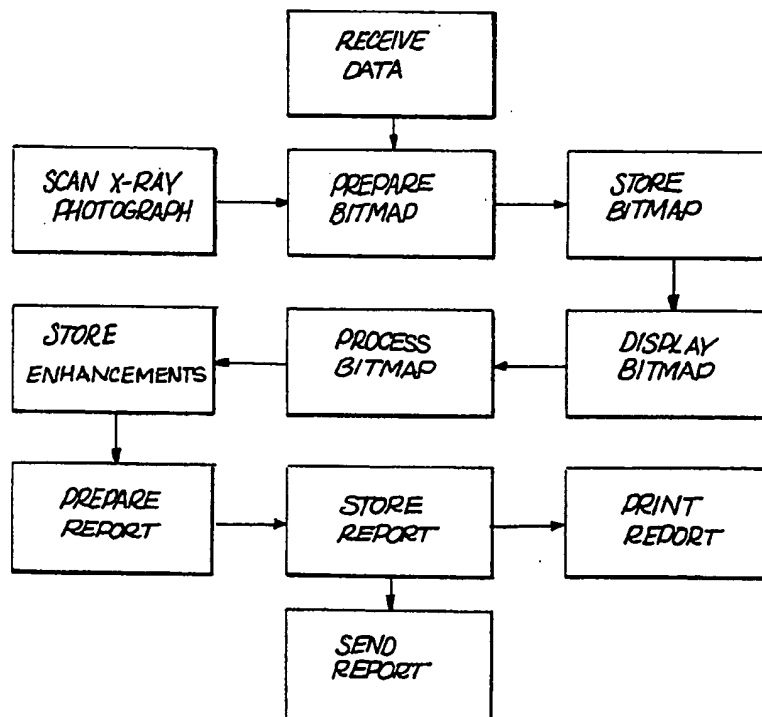 RECEIVE
DATA
SCAN X-RAY
PHOTOGRAPH
PREPARE
BITMAP
STORE
BITMAP
STORE
ENHANCEMENTS
PROCESS
BITMAP
DISPLAY
BITMAP
PREPARE
REPORT
STORE
REPORT
PRINT
REPORT
SEND
REPORT